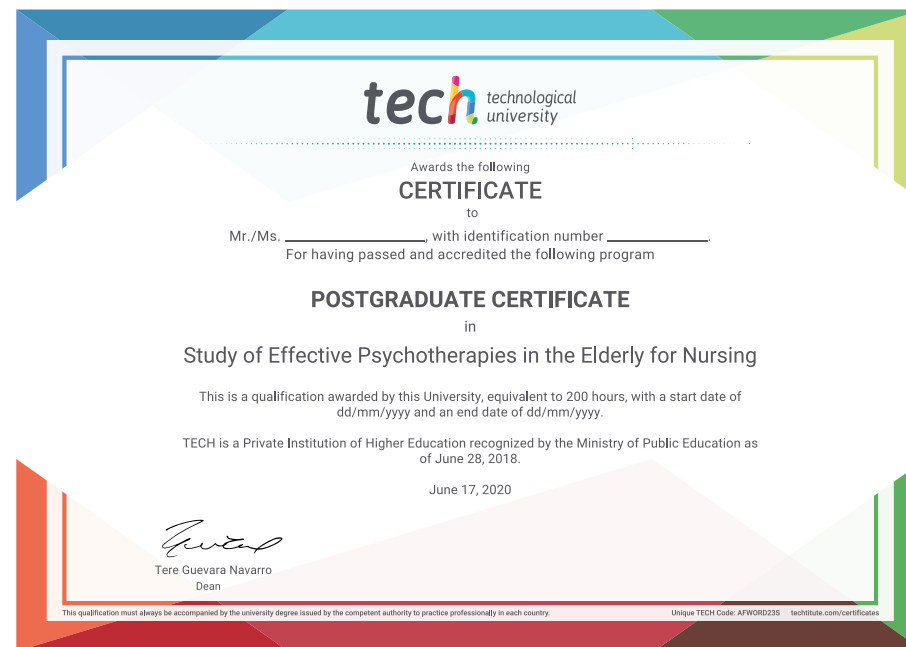 tech technological
university
Awards the following
CERTIFICATE
to
Mr./Ms. ____________________, with identification number ______________.
For having passed and accredited the following program
POSTGRADUATE CERTIFICATE
in
Study of Effective Psychotherapies in the Elderly for Nursing
This is a qualification awarded by this University, equivalent to 200 hours, with a start date of
dd/mm/yyyy and an end date of dd/mm/yyyy.
TECH is a Private Institution of Higher Education recognized by the Ministry of Public Education as
of June 28, 2018.
June 17, 2020
Tere Guevara Navarro
Dean
This qualification must always be accompanied by the university degree issued by the competent authority to practice professionally in each country.
Unique TECH Code: AFWORD23S techtitute.com/certificates